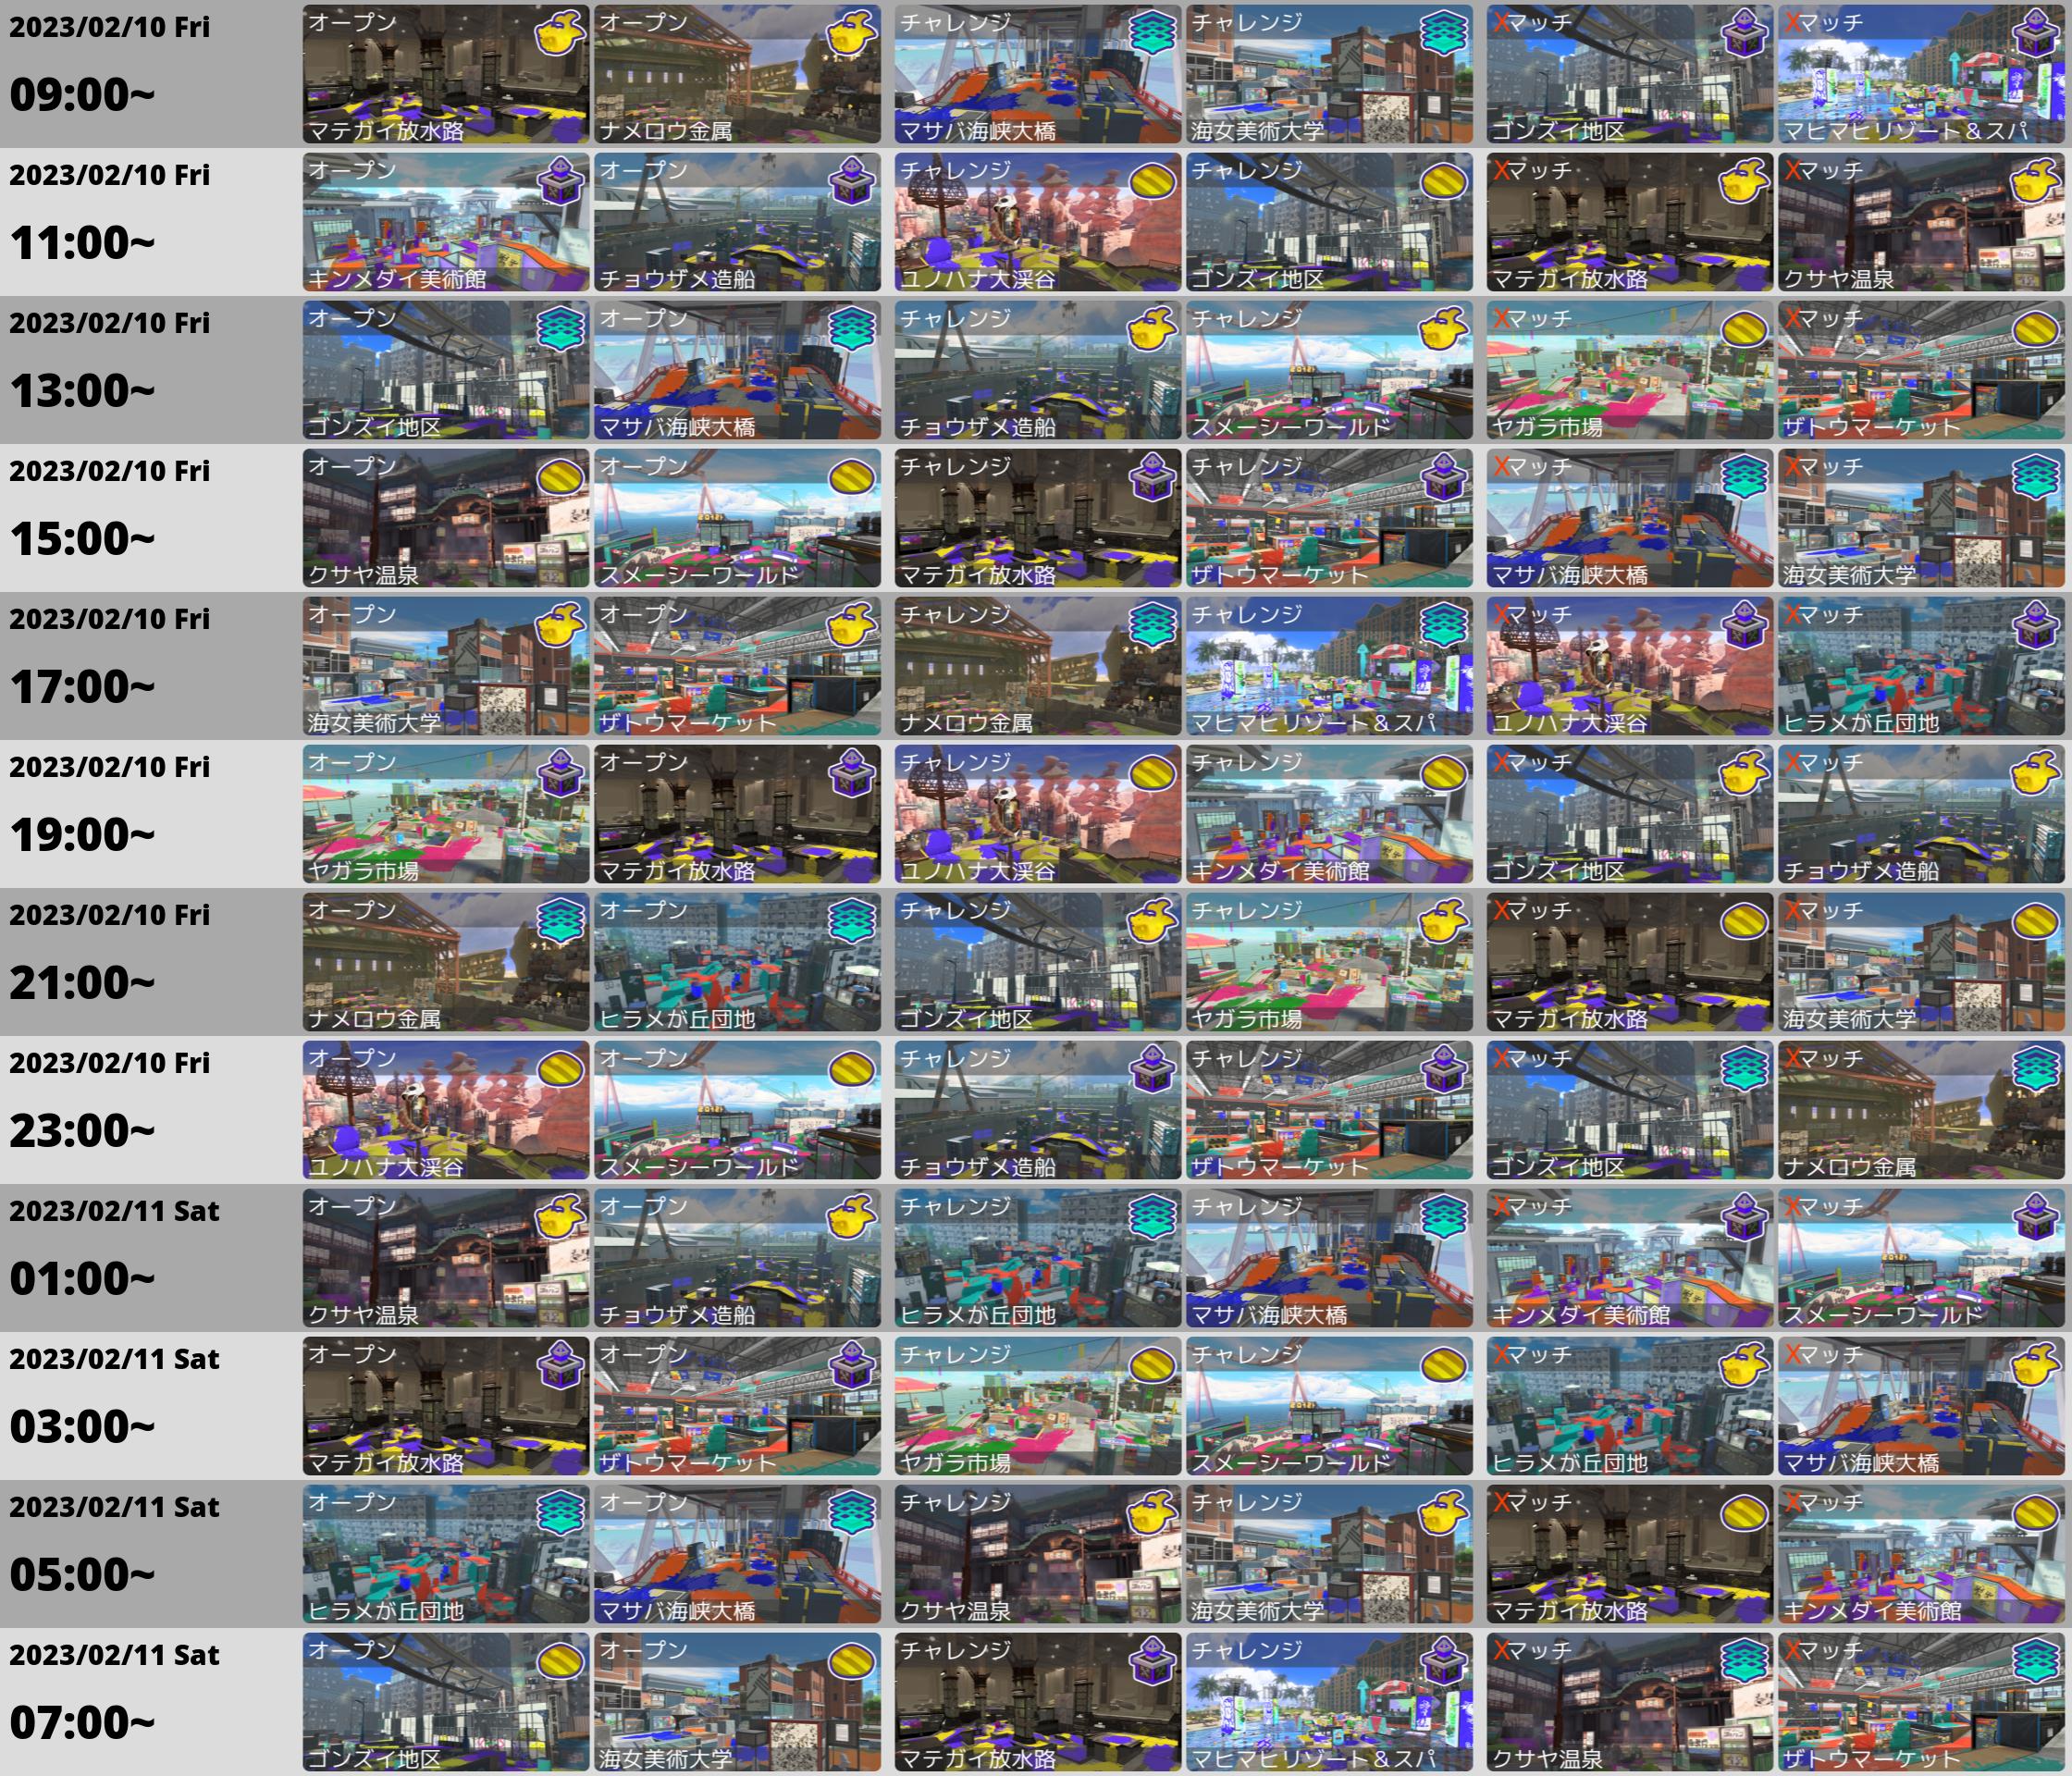 2023/02/10 Fri
09:00~
オープン
マテガイ放水路
オープン
ナメロウ金属
チャレンジ
マサバ海峡大橋
チャレンジ
海女美術大学
Xマッチ
ゴンズイ地区
Xマッチ
マヒマヒリゾート＆スパ
2023/02/10 Fri
11:00~
オープン
キンメダイ美術館
オープン
チョウザメ造船
チャレンジ
ユノハナ大渓谷
チャレンジ
ゴンズイ地区
Xマッチ
マテガイ放水路
Xマッチ
クサヤ温泉
2023/02/10 Fri
13:00~
オープン
ゴンズイ地区
オープン
マサバ海峡大橋
チャレンジ
チョウザメ造船
チャレンジ
スメーシーワールド
Xマッチ
ヤガラ市場
Xマッチ
ザトウマーケット
2023/02/10 Fri
15:00~
オープン
クサヤ温泉
オープン
スメーシーワールド
チャレンジ
マテガイ放水路
チャレンジ
ザトウマーケット
Xマッチ
マサバ海峡大橋
Xマッチ
海女美術大学
2023/02/10 Fri
17:00~
オープン
海女美術大学
オープン
ザトウマーケット
チャレンジ
ナメロウ金属
チャレンジ
マヒマヒリゾート＆スパ
Xマッチ
ユノハナ大渓谷
Xマッチ
ヒラメが丘団地
2023/02/10 Fri
19:00~
オープン
ヤガラ市場
オープン
マテガイ放水路
チャレンジ
ユノハナ大渓谷
チャレンジ
キンメダイ美術館
Xマッチ
ゴンズイ地区
Xマッチ
チョウザメ造船
2023/02/10 Fri
21:00~
オープン
ナメロウ金属
オープン
ヒラメが丘団地
チャレンジ
ゴンズイ地区
チャレンジ
ヤガラ市場
Xマッチ
マテガイ放水路
Xマッチ
海女美術大学
2023/02/10 Fri
23:00~
オープン
ユノハナ大渓谷
オープン
スメーシーワールド
チャレンジ
チョウザメ造船
チャレンジ
ザトウマーケット
Xマッチ
ゴンズイ地区
Xマッチ
ナメロウ金属
2023/02/11 Sat
01:00~
オープン
クサヤ温泉
オープン
チョウザメ造船
チャレンジ
ヒラメが丘団地
チャレンジ
マサバ海峡大橋
Xマッチ
キンメダイ美術館
Xマッチ
スメーシーワールド
2023/02/11 Sat
03:00~
オープン
マテガイ放水路
オープン
ザトウマーケット
チャレンジ
ヤガラ市場
チャレンジ
スメーシーワールド
Xマッチ
ヒラメが丘団地
Xマッチ
マサバ海峡大橋
2023/02/11 Sat
05:00~
オープン
ヒラメが丘団地
オープン
マサバ海峡大橋
チャレンジ
クサヤ温泉
チャレンジ
海女美術大学
Xマッチ
マテガイ放水路
Xマッチ
キンメダイ美術館
2023/02/11 Sat
07:00~
オープン
ゴンズイ地区
オープン
海女美術大学
チャレンジ
マテガイ放水路
チャレンジ
マヒマヒリゾート＆スパ
Xマッチ
クサヤ温泉
Xマッチ
ザトウマーケット